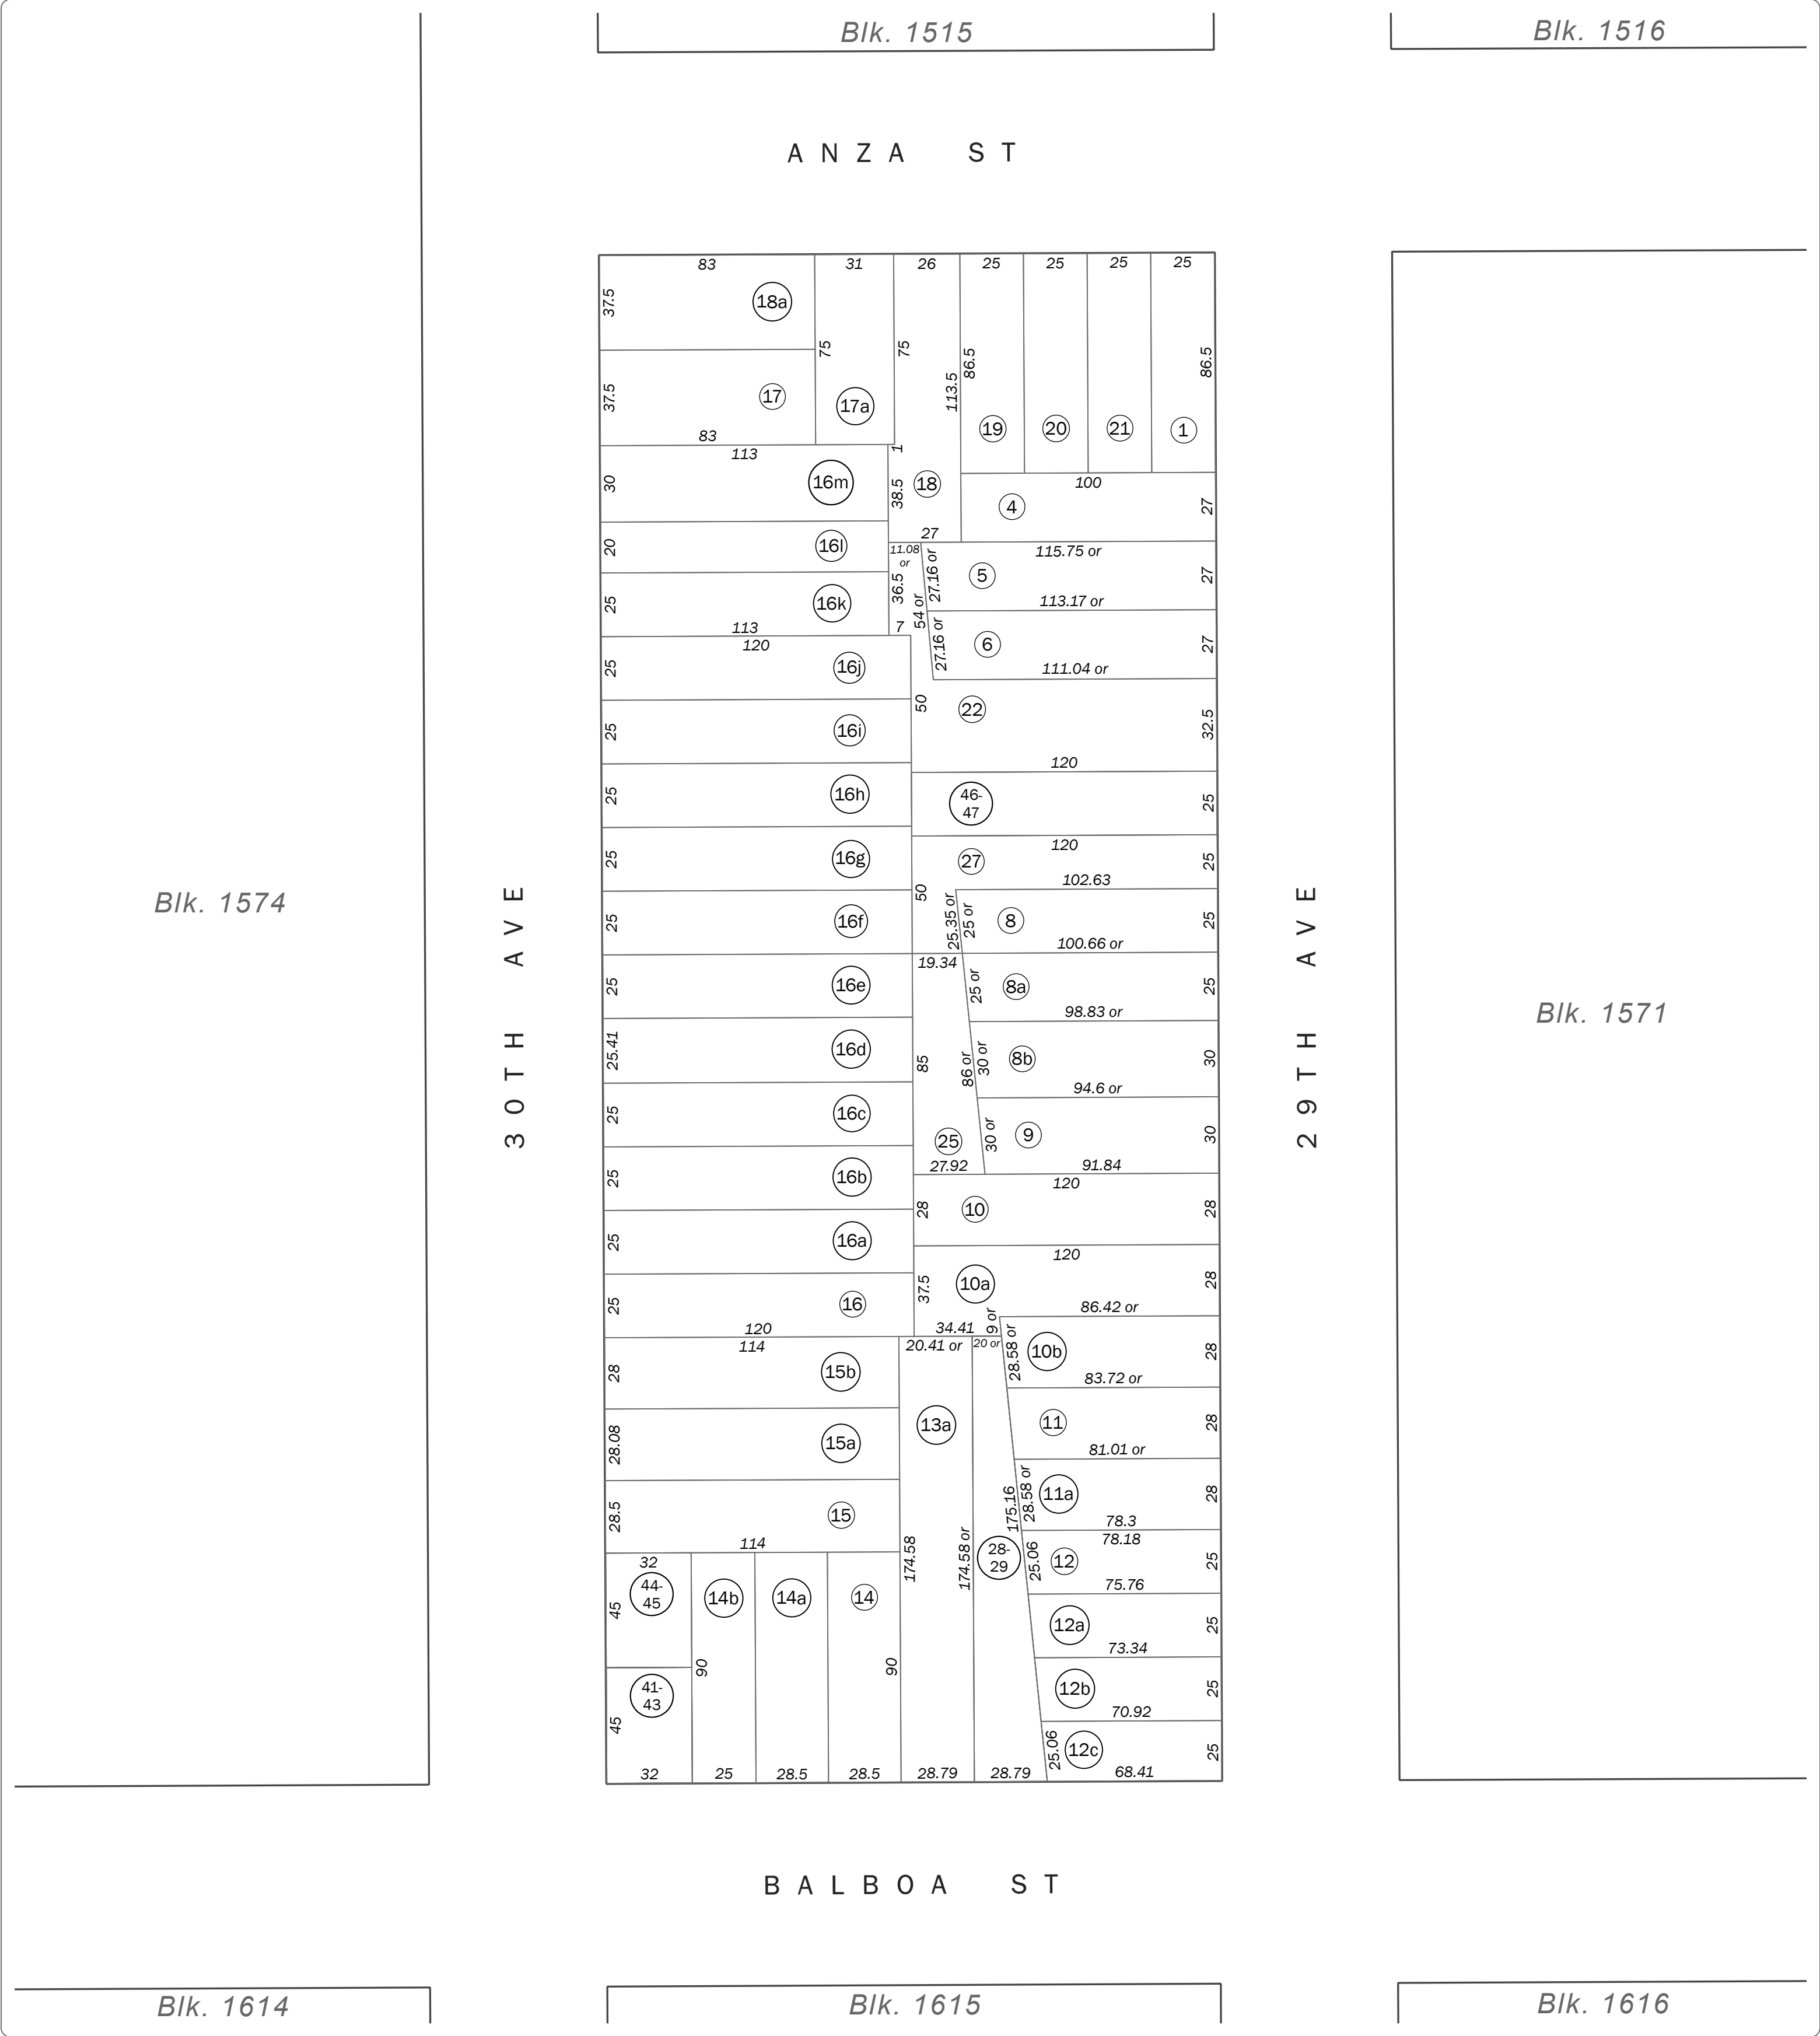 Blk. 1515
Blk. 1516
ANZA ST
83
31
26
25
25
25
25
37.5
18a
75
75
113.5
86.5
86.5
37.5
17
17a
19
20
21
1
83
113
1
30
16m
38.5
18
100
4
27
27
20
16l
11.08
or
27.16 or
115.75 or
5
27
25
16k
36.5
54 or
113.17 or
113
7
120
27.16 or
6
27
111.04 or
25
16j
50
22
32.5
25
16i
120
25
16h
46-
47
25
25
16g
120
27
25
102.63
50
Blk. 1574
30TH AVE
29TH AVE
25
16f
25.35 or
25 or
8
25
100.66 or
19.34
25
16e
25 or
8a
25
98.83 or
Blk. 1571
25.41
16d
85
86 or
30 or
8b
30
94.6 or
25
16c
25
30 or
9
30
27.92
91.84
25
16b
120
28
10
28
25
16a
120
37.5
10a
28
86.42 or
25
16
9 or
120
34.41
114
20.41 or
20 or
28
15b
28.58 or
10b
28
83.72 or
13a
11
28
28.08
15a
81.01 or
28.58 or
11a
28
175.16
78.3
28.5
15
114
78.18
174.58
174.58 or
28-
29
25.06
12
25
75.76
32
44-
45
45
14b
14a
14
12a
25
73.34
90
90
41-
43
45
12b
25
70.92
25.06
12c
25
32
25
28.5
28.5
28.79
28.79
68.41
BALBOA ST
Blk. 1614
Blk. 1615
Blk. 1616